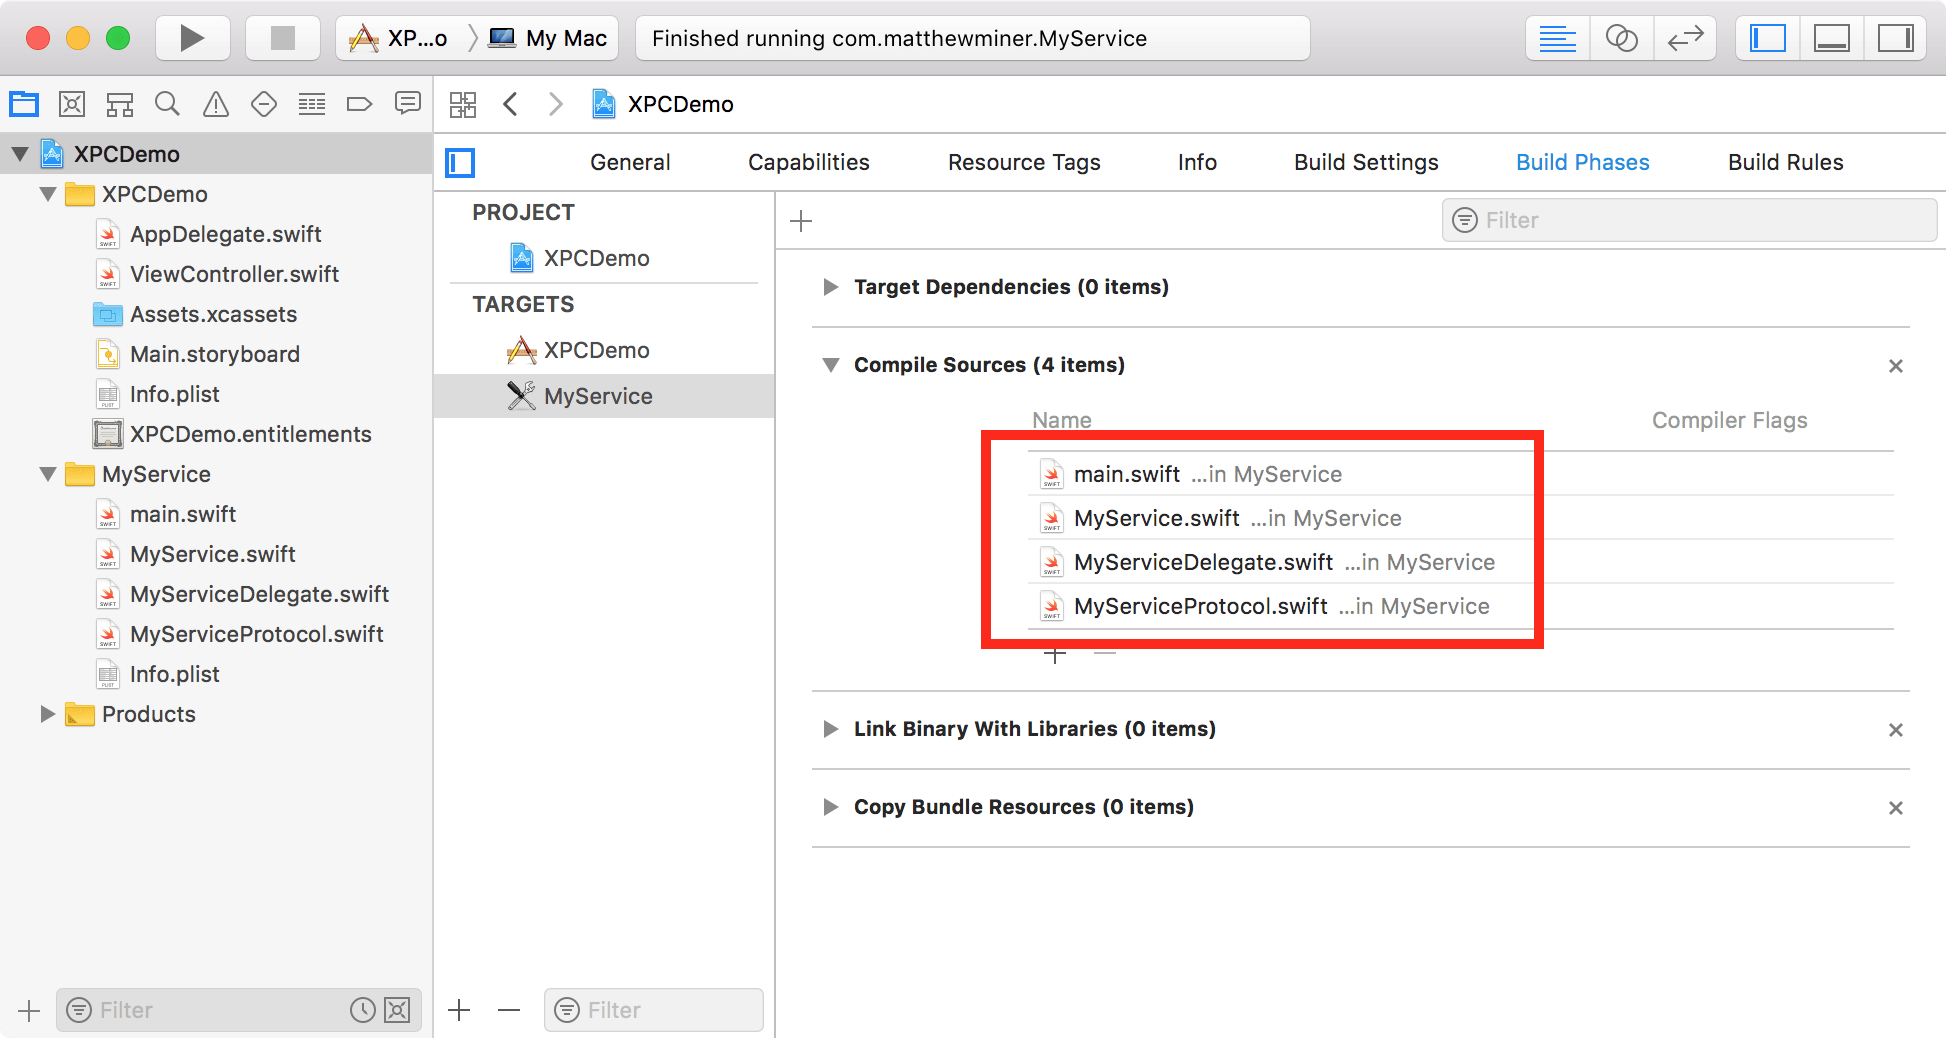 XP...o
My Mac
Finished running com.matthewminer.MyService
XPCDemo
XPCDemo
XPCDemo
AppDelegate.swift
ViewController.swift
Assets.xcassets
Main.storyboard
Info.plist
XPCDemo.entitlements
MyService
main.swift
MyService.swift
MyServiceDelegate.swift
MyServiceProtocol.swift
Info.plist
Products
Filter
General
Capabilities
Resource Tags
Info
Build Settings
Build Phases
Build Rules
PROJECT
XPCDemo
TARGETS
XPCDemo
MyService
Filter
Filter
Target Dependencies (0 items)
Compile Sources (4 items)
Name
Compiler Flags
main.swift ...in MyService
MyService.swift ...in MyService
MyServiceDelegate.swift ...in MyService
MyServiceProtocol.swift ...in MyService
Link Binary With Libraries (0 items)
Copy Bundle Resources (0 items)